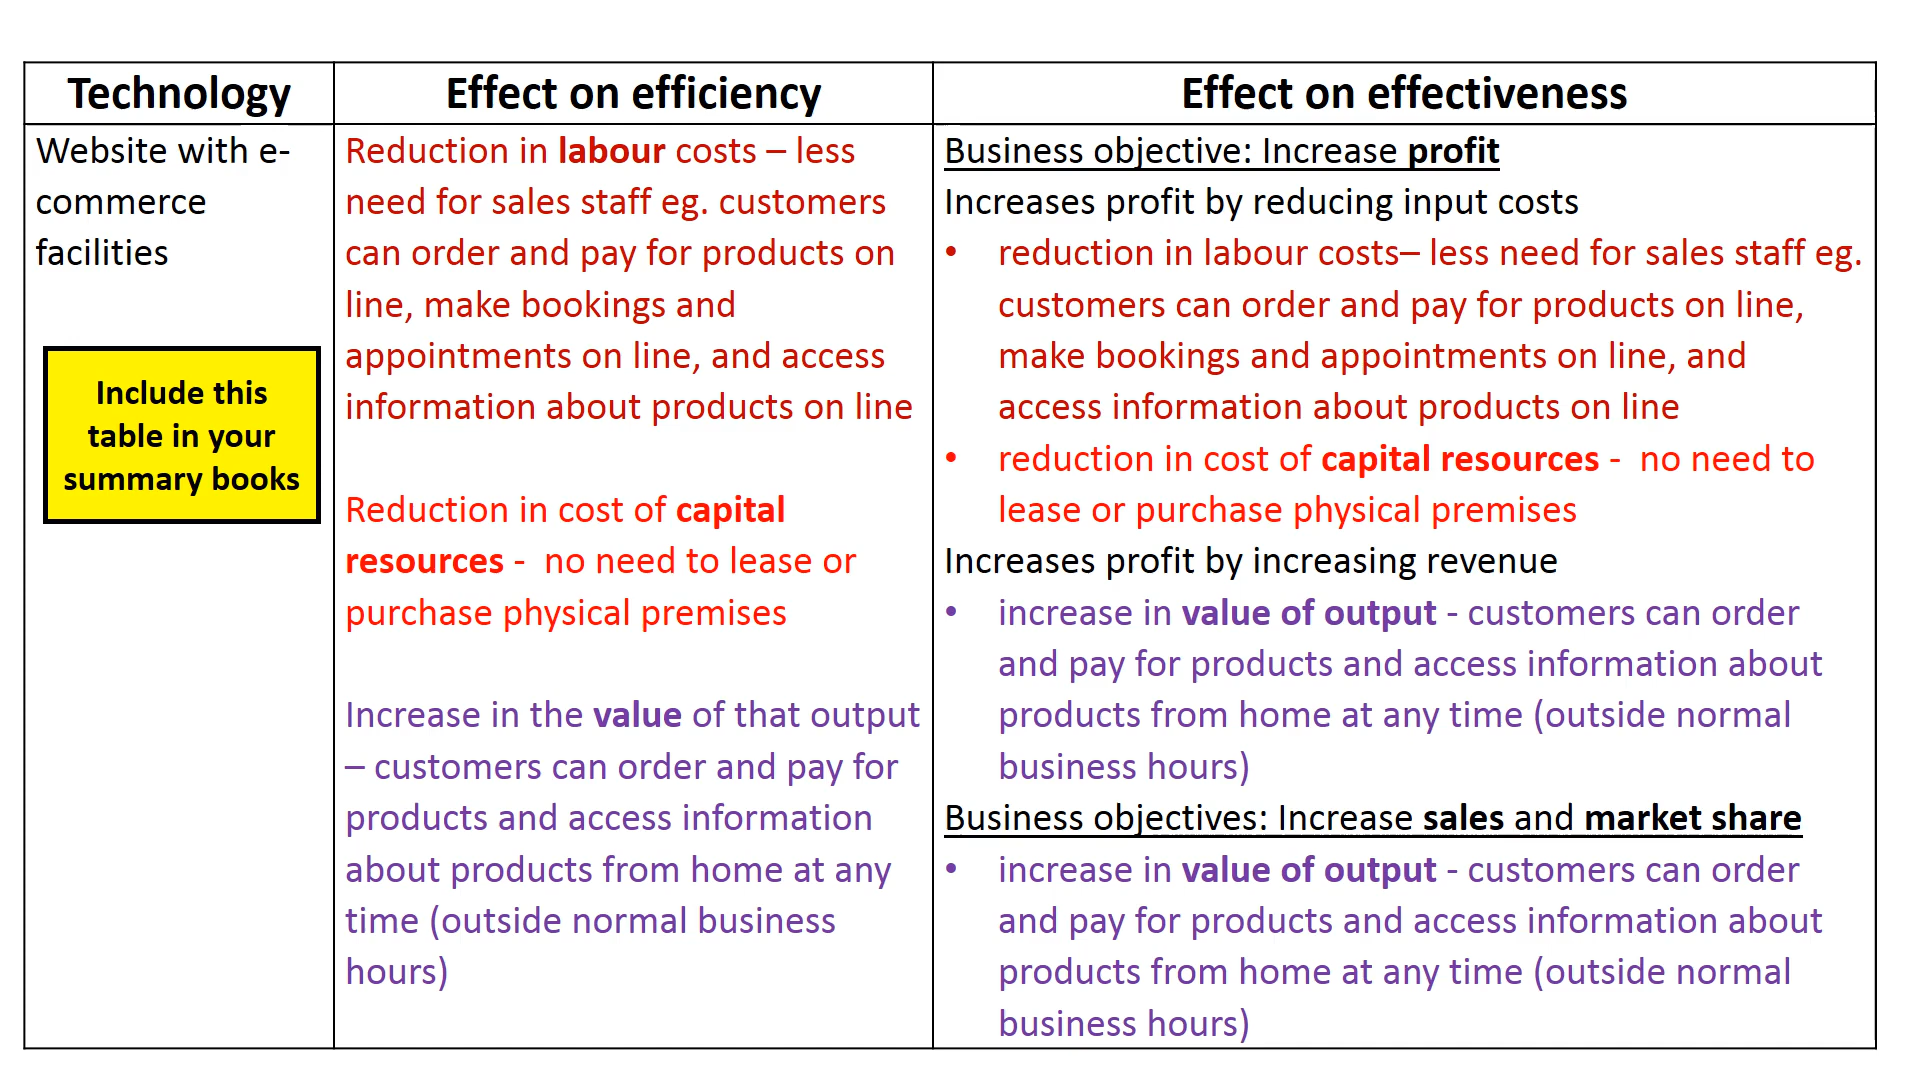 Technology
Effect on efficiency
Effect on effectiveness
Website with e-
commerce
facilities
Include this
table in your
summary books
Reduction in labour costs – less
need for sales staff eg. customers
can order and pay for products on
line, make bookings and
appointments on line, and access
information about products on line
Reduction in cost of capital
resources -  no need to lease or
purchase physical premises
Increase in the value of that output
– customers can order and pay for
products and access information
about products from home at any
time (outside normal business
hours)
Business objective: Increase profit
Increases profit by reducing input costs
• reduction in labour costs– less need for sales staff eg.
customers can order and pay for products on line,
make bookings and appointments on line, and
access information about products on line
• reduction in cost of capital resources -  no need to
lease or purchase physical premises
Increases profit by increasing revenue
• increase in value of output - customers can order
and pay for products and access information about
products from home at any time (outside normal
business hours)
Business objectives: Increase sales and market share
• increase in value of output - customers can order
and pay for products and access information about
products from home at any time (outside normal
business hours)